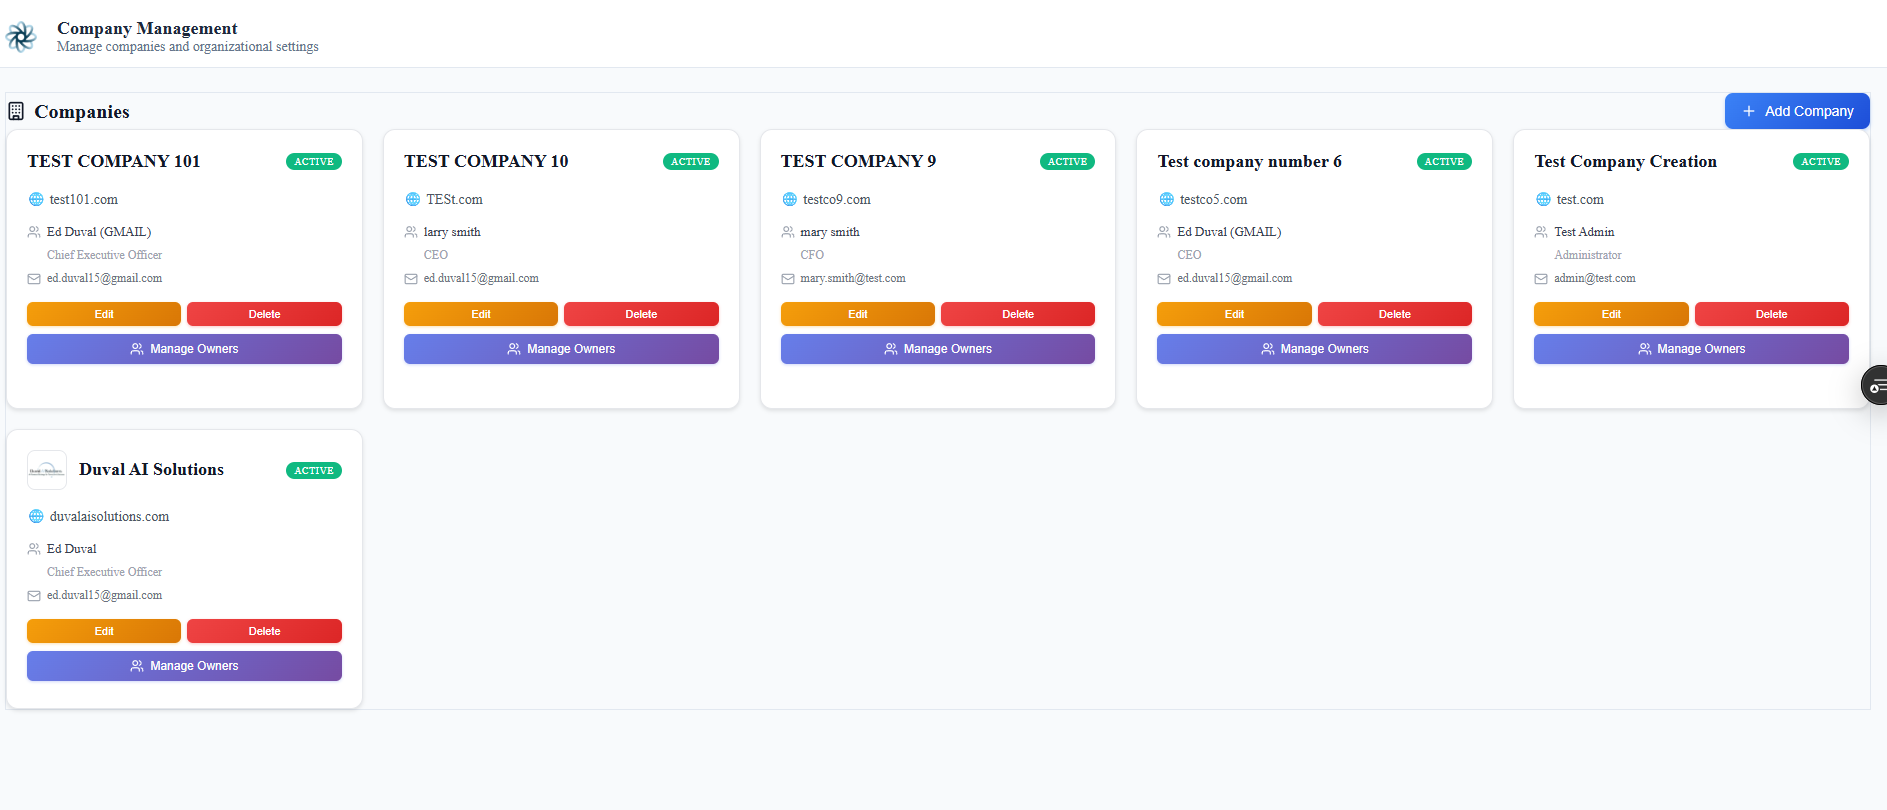 Company Management
Manage companies and organizational settings
Companies
Add Company
TEST COMPANY 101
ACTIVE
test101.com
Ed Duval (GMAIL)
Chief Executive Officer
ed.duval15@gmail.com
Edit
Delete
Manage Owners
TEST COMPANY 10
ACTIVE
TESt.com
larry smith
CEO
ed.duval15@gmail.com
Edit
Delete
Manage Owners
TEST COMPANY 9
ACTIVE
testco9.com
mary smith
CFO
mary.smith@test.com
Edit
Delete
Manage Owners
Test company number 6
ACTIVE
testco5.com
Ed Duval (GMAIL)
CEO
ed.duval15@gmail.com
Edit
Delete
Manage Owners
Test Company Creation
ACTIVE
test.com
Test Admin
Administrator
admin@test.com
Edit
Delete
Manage Owners
Duval AI Solutions
ACTIVE
duvalaisolutions.com
Ed Duval
Chief Executive Officer
ed.duval15@gmail.com
Edit
Delete
Manage Owners